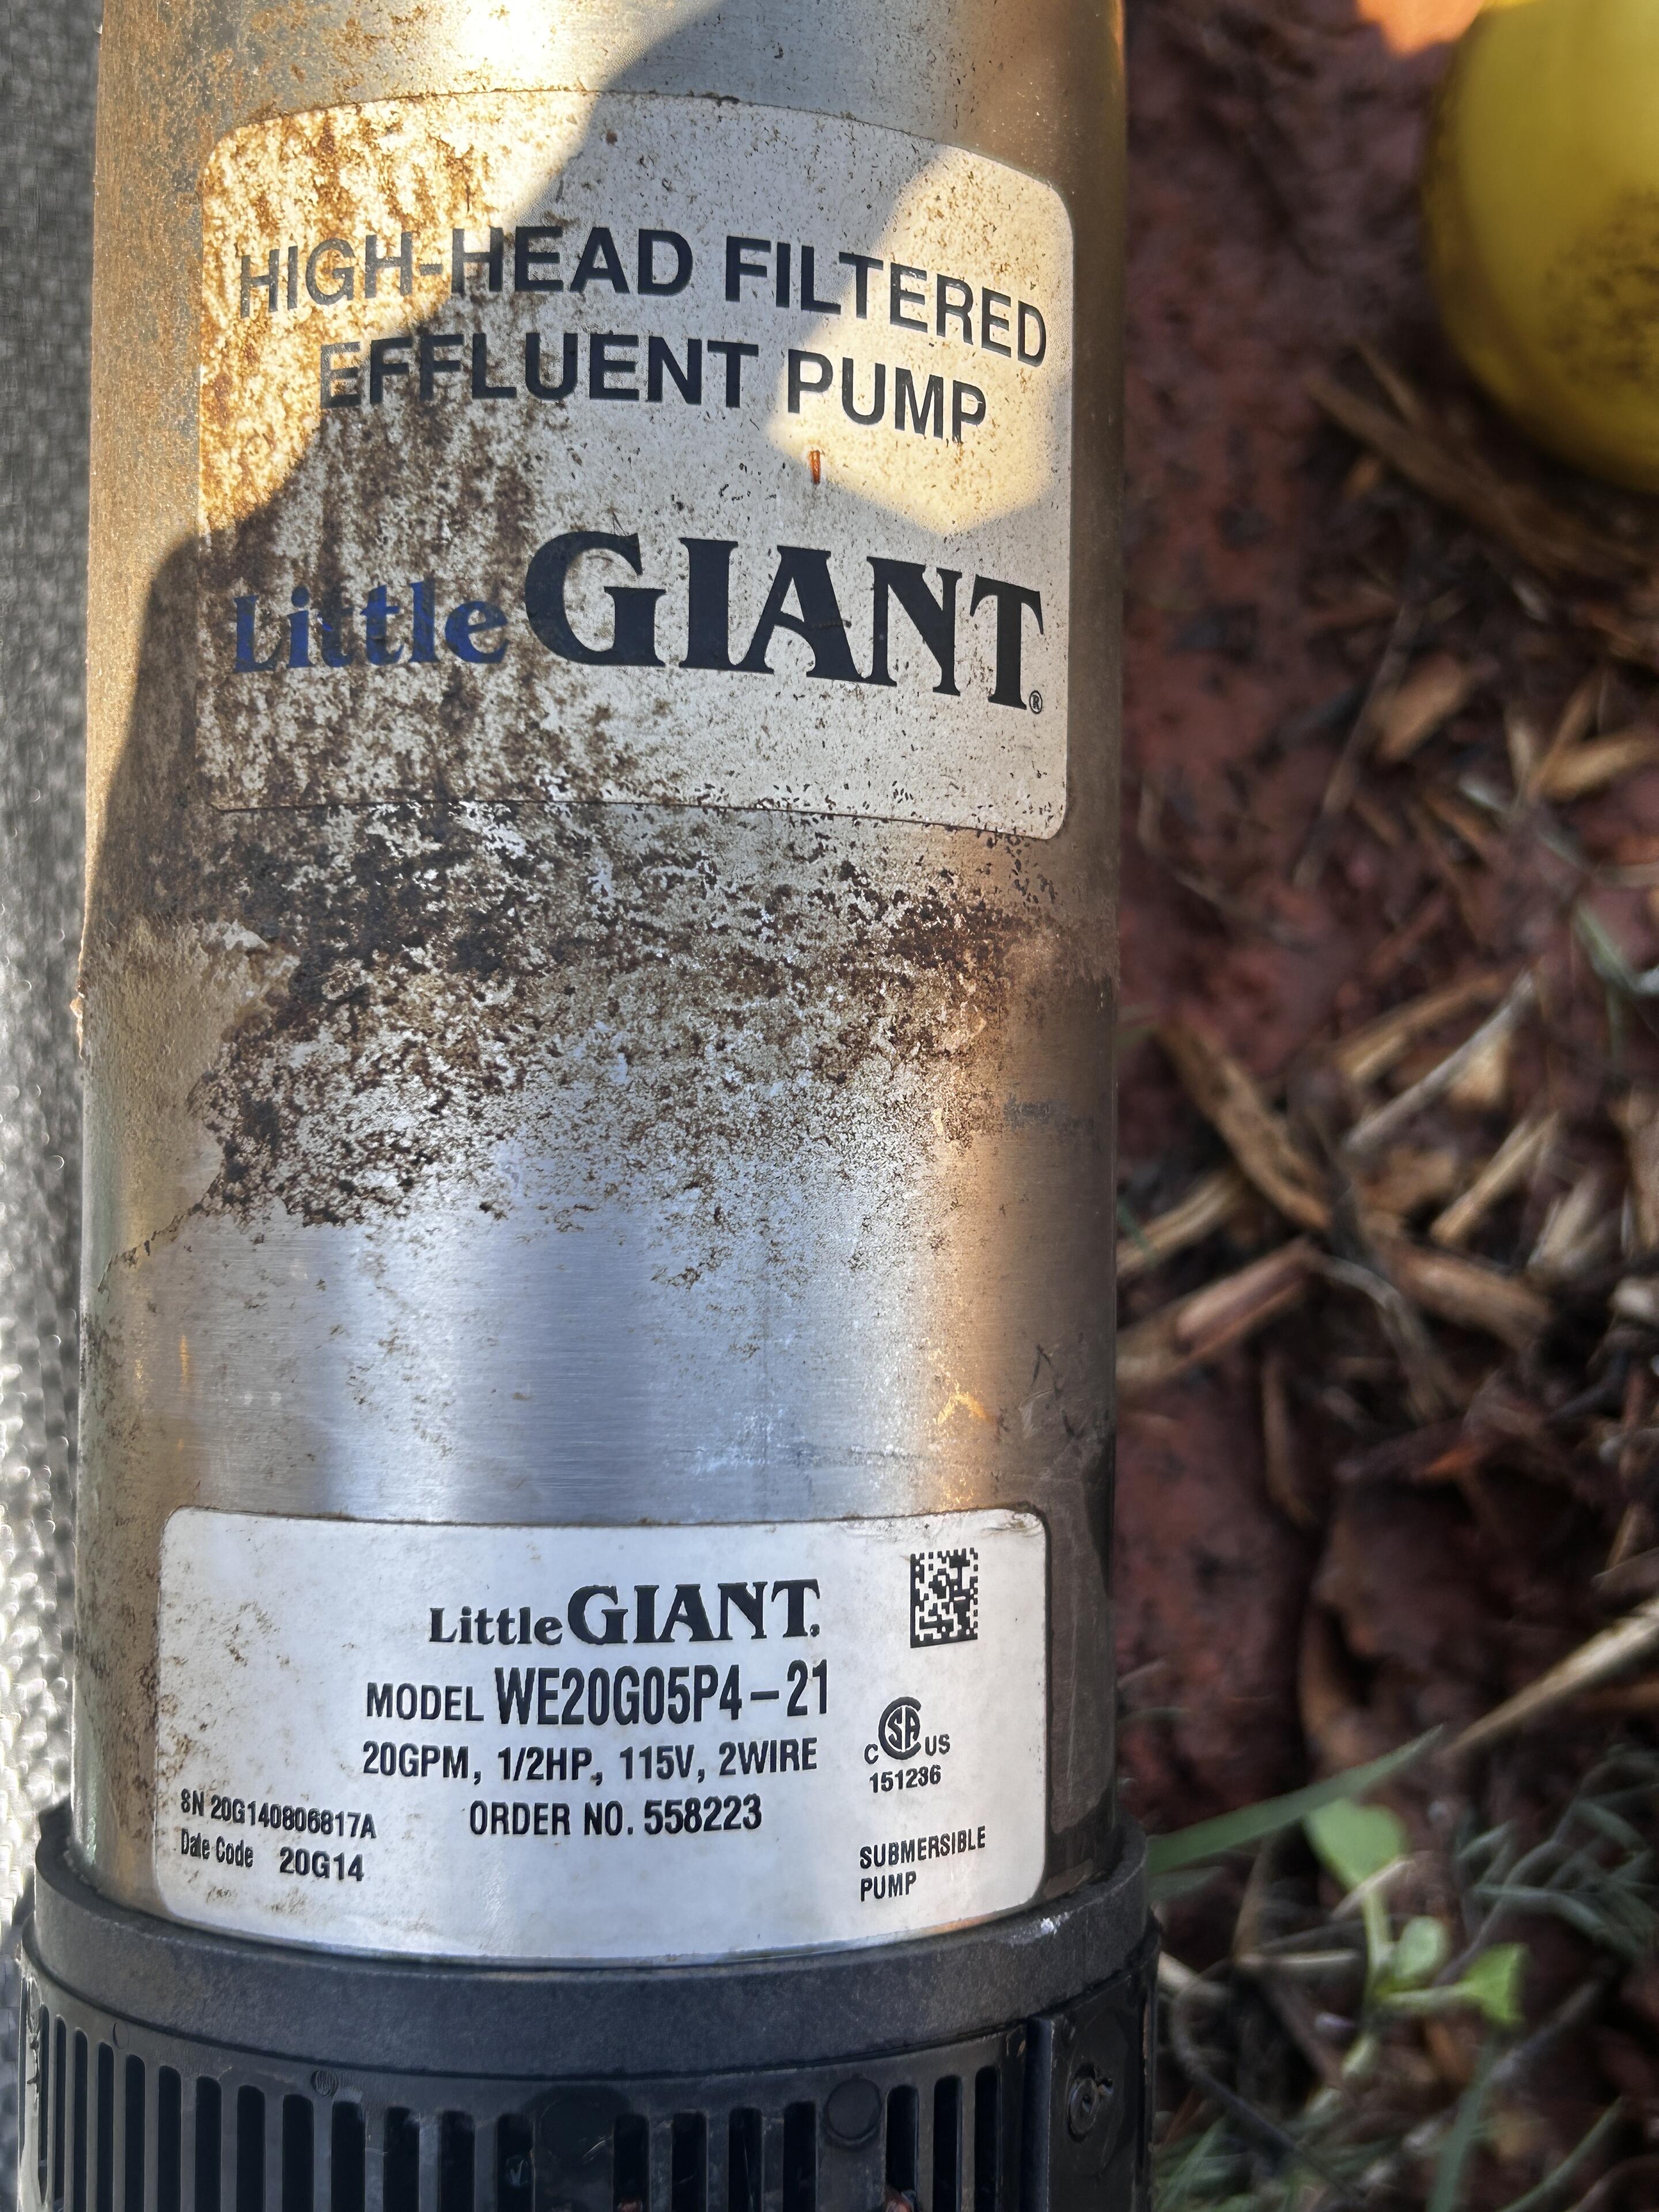 HIGH-HEAD FILTERED
EFFLUENT PUMP
Little GIANT®
Little GIANT.
MODEL WE20G05P4-21
20GPM, 1/2HP, 115V, 2WIRE
ORDER NO. 558223
SN 20G140806817A
Date Code 20G14
C SA US
151236
SUBMERSIBLE
PUMP